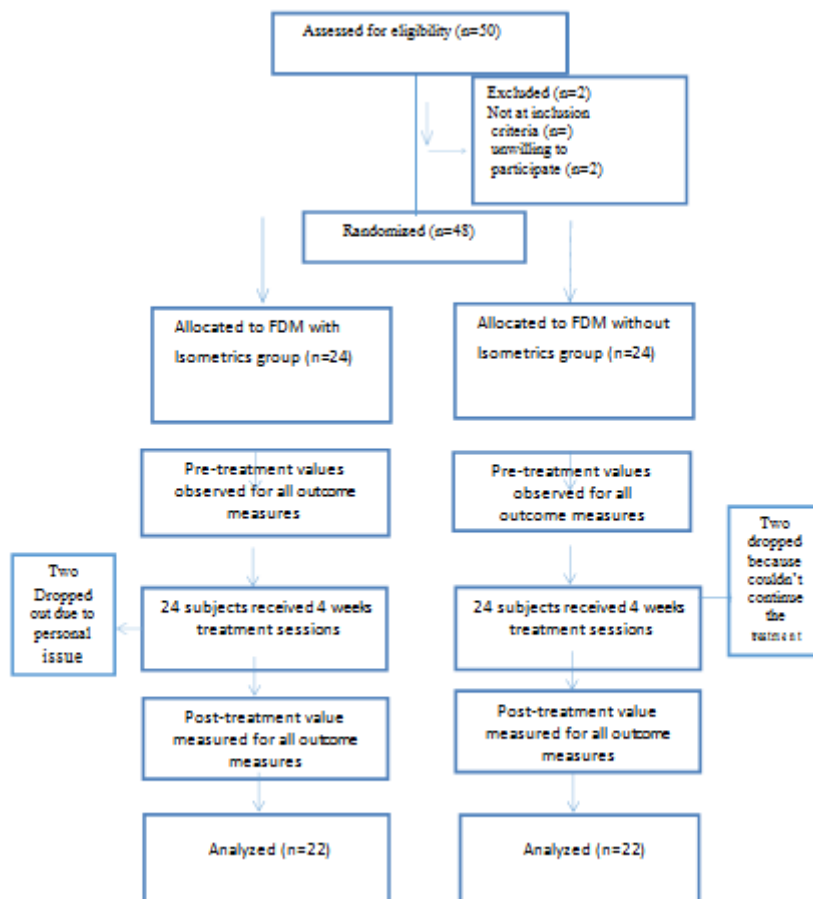 Assessed for eligibility (n=50)
Excluded (n=2)
Not at inclusion
criteria (n=)
unwilling to
participate (n=2)
Randomized (n=48)
Allocated to FDM with
Isometrics group (n=24)
Allocated to FDM without
Isometrics group (n=24)
Pre-treatment values
observed for all outcome
measures
Pre-treatment values
observed for all
outcome measures
Two
Dropped
out due to
personal
issue
24 subjects received 4 weeks
treatment sessions
24 subjects received 4 weeks
treatment sessions
Two
dropped
because
couldn't
continue
the
treatment
Post-treatment value
measured for all outcome
measures
Post-treatment value
measured for all outcome
measures
Analyzed (n=22)
Analyzed (n=22)